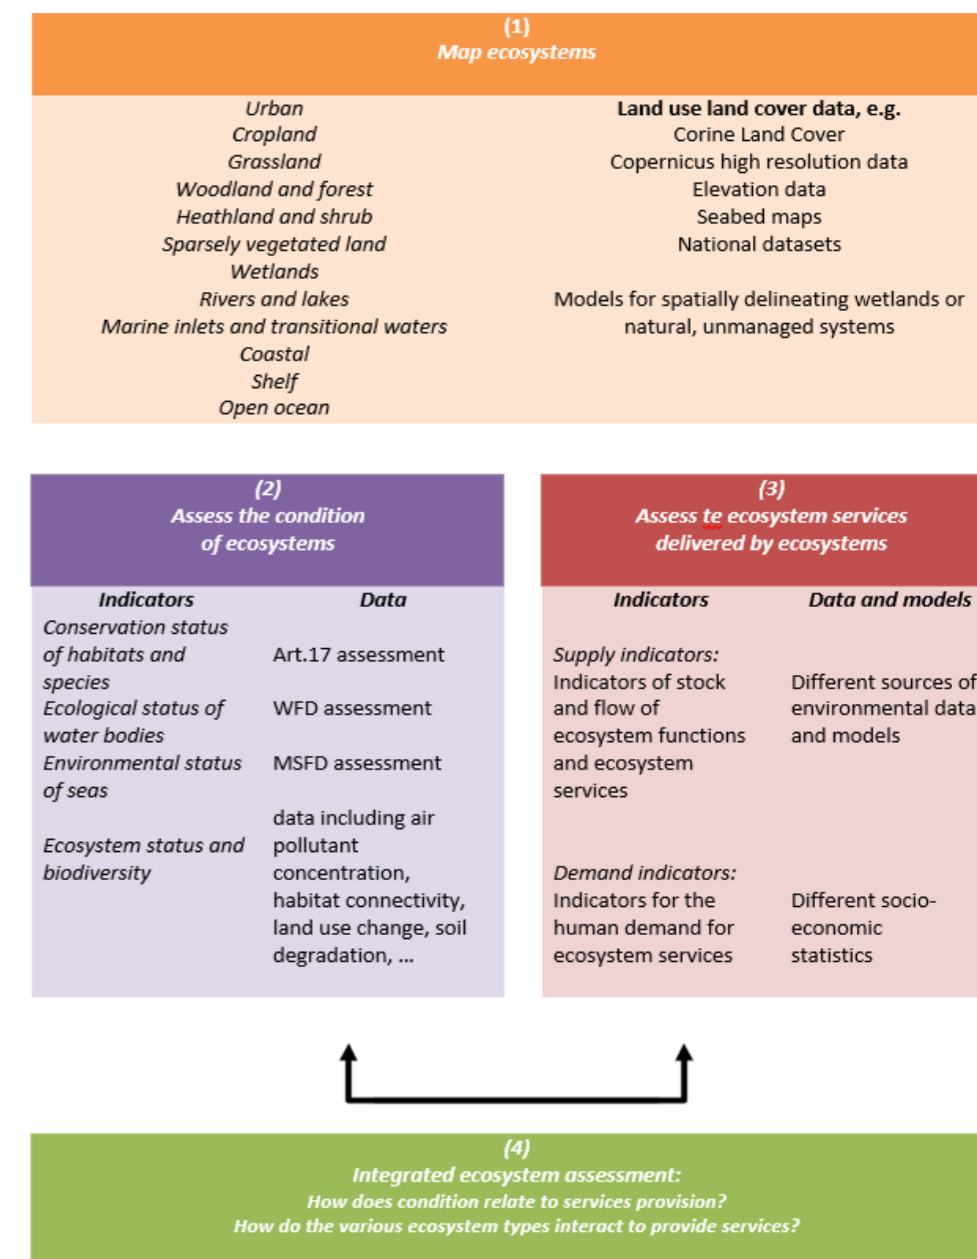 (1)
Map ecosystems
Urban
Cropland
Grassland
Woodland and forest
Heathland and shrub
Sparsely vegetated land
Wetlands
Rivers and lakes
Marine inlets and transitional waters
Coastal
Shelf
Open ocean
Land use land cover data, e.g.
Corine Land Cover
Copernicus high resolution data
Elevation data
Seabed maps
National datasets
Models for spatially delineating wetlands or
natural, unmanaged systems
(2)
Assess the condition
of ecosystems
Indicators
Data
Conservation status
of habitats and
species
Art.17 assessment
Ecological status of
water bodies
WFD assessment
Environmental status
of seas
MSFD assessment
Ecosystem status and
biodiversity
data including air
pollutant
concentration,
habitat connectivity,
land use change, soil
degradation, ...
(3)
Assess te ecosystem services
delivered by ecosystems
Indicators
Data and models
Supply indicators:
Indicators of stock
and flow of
ecosystem functions
and ecosystem
services
Different sources of
environmental data
and models
Demand indicators:
Indicators for the
human demand for
ecosystem services
Different socio-
economic
statistics
(4)
Integrated ecosystem assessment:
How does condition relate to services provision?
How do the various ecosystem types interact to provide services?